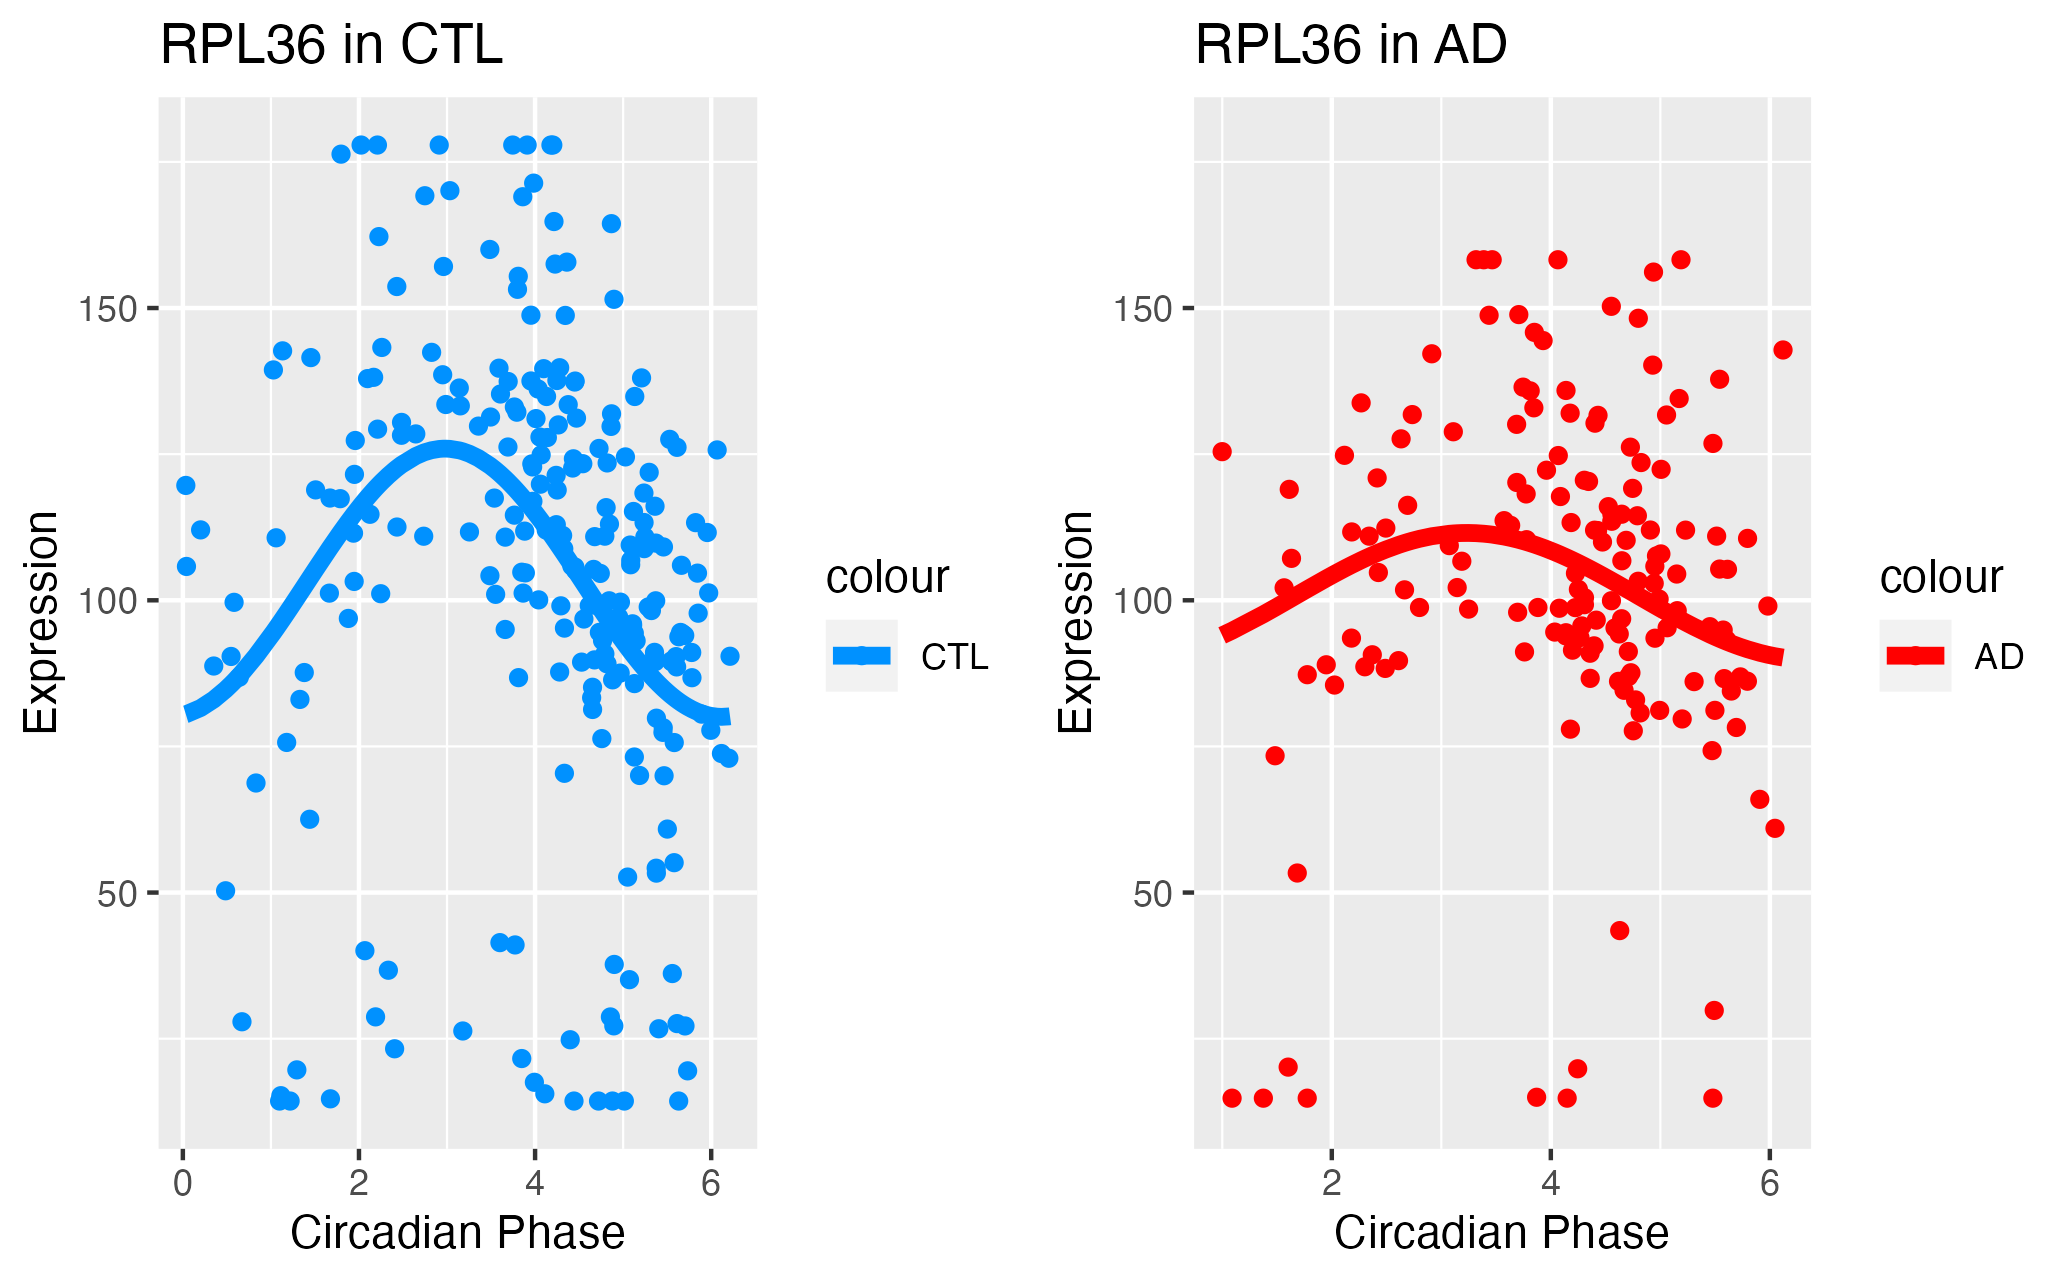 RPL36 in CTL
Expression
150
100
50
0 2 4 6
Circadian Phase
colour
CTL
RPL36 in AD
Expression
150
100
50
2 4 6
Circadian Phase
colour
AD